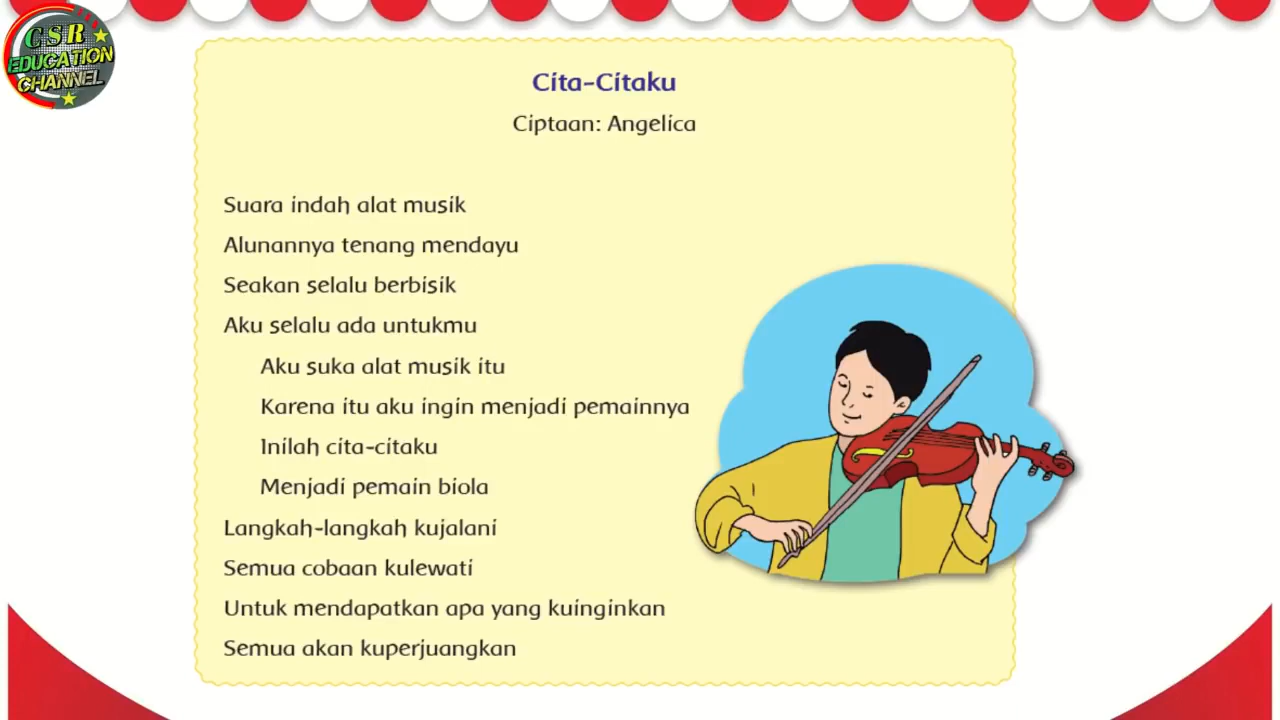 CSR
EDUCATION
CHANNEL
Cita-Citaku
Ciptaan: Angelica
Suara indah alat musik
Alunannya tenang mendayu
Seakan selalu berbisik
Aku selalu ada untukmu
Aku suka alat musik itu
Karena itu aku ingin menjadi pemainnya
Inilah cita-citaku
Menjadi pemain biola
Langkah-langkah kujalani
Semua cobaan kulewati
Untuk mendapatkan apa yang kuinginkan
Semua akan kuperjuangkan